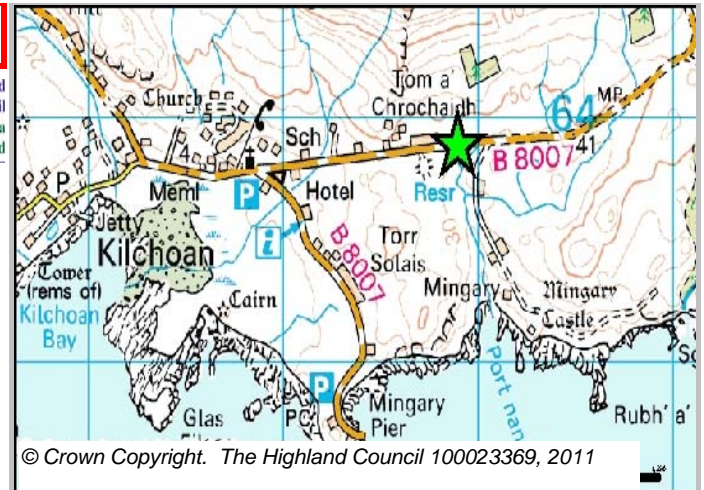 Church
Tom a'
Chrochaidh
64
MP
Sch
B 8007
41
P
Meml
P
Hotel
Resr
Jetty
i
Torr
Solais
Kilchoan
B8007
Tower
(rems of)
Kilchoan
Bay
Cairn
Mingary
Mingary
Castle
P
Port nan
Glas
PC
Mingary
Pier
Rubh' a'
© Crown Copyright. The Highland Council 100023369, 2011